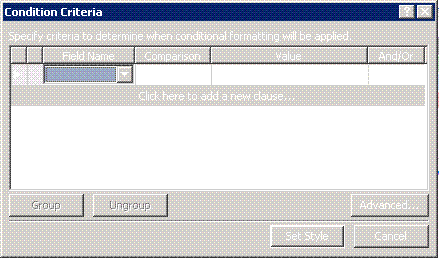 Condition Criteria
Specify criteria to determine when conditional formatting will be applied.
Field Name Comparison Value And/Or
Click here to add a new clause...
Group Ungroup Advanced...
Set Style Cancel